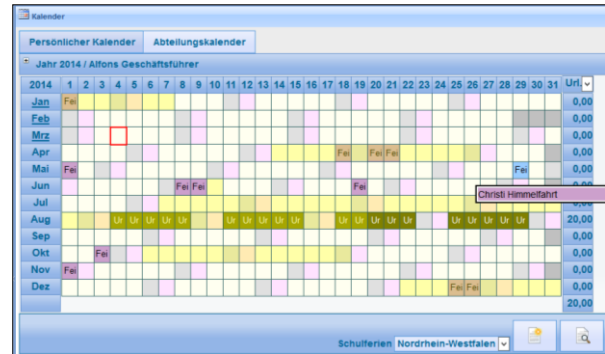 Kalender
Persönlicher Kalender Abteilungskalender
Jahr 2014 / Alfons Geschäftsführer
2014 1 2 3 4 5 6 7 8 9 10 11 12 13 14 15 16 17 18 19 20 21 22 23 24 25 26 27 28 29 30 31 Url.
Jan Fei 0,00
Feb 0,00
Mrz 0,00
Apr Fei Fei Fei 0,00
Mai Fei Fei 0,00
Jun Fei Fei Fei 0,00
Christi Himmelfahrt
Jul
Aug Ur Ur Ur Ur Ur Ur Ur Ur Ur Ur Ur Ur Ur Ur Ur Ur Ur Ur Ur Ur 20,00
Sep 0,00
Okt Fei 0,00
Nov Fei 0,00
Dez Fei Fei 0,00
20,00
Schulferien Nordrhein-Westfalen